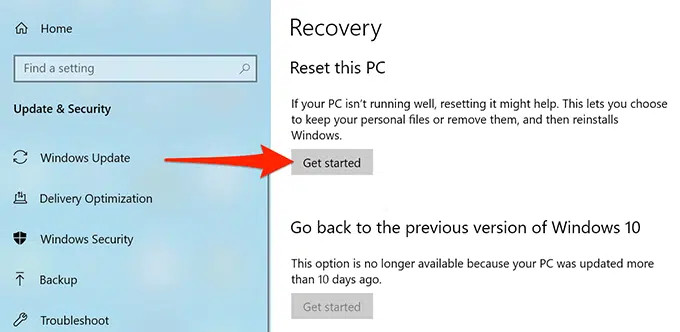 Home
Find a setting
Update & Security
Windows Update
Delivery Optimization
Windows Security
Backup
Troubleshoot
Recovery
Reset this PC
If your PC isn't running well, resetting it might help. This lets you choose
to keep your personal files or remove them, and then reinstalls
Windows.
Get started
Go back to the previous version of Windows 10
This option is no longer available because your PC was updated more
than 10 days ago.
Get started